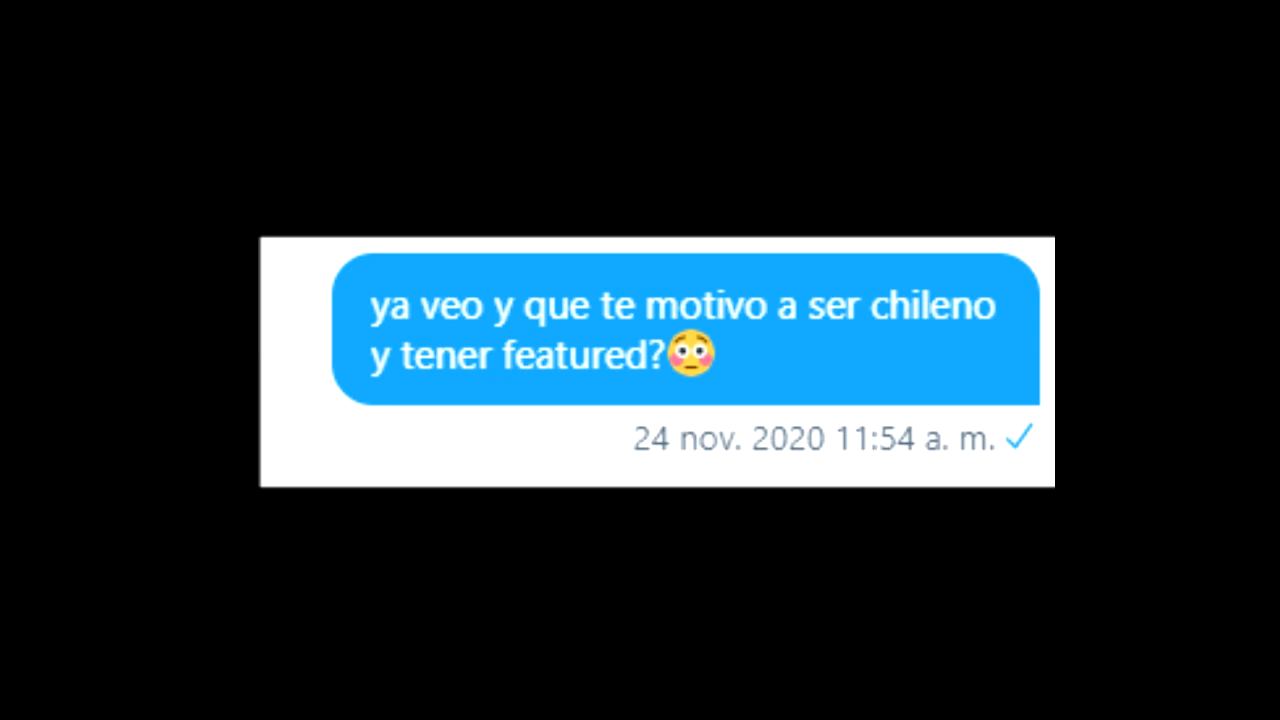 ya veo y que te motivo a ser chileno
y tener featured?😳
24 nov. 2020 11:54 a. m.